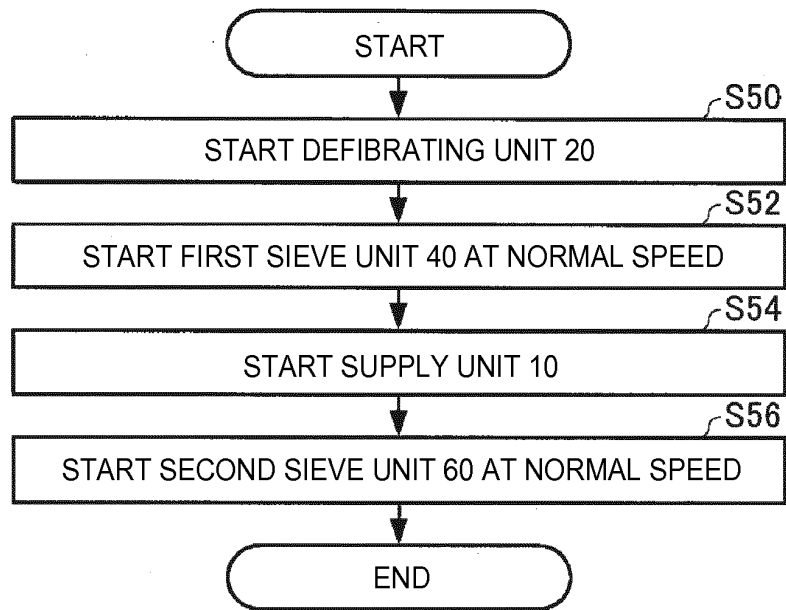 START
S50
START DEFIBRATING UNIT 20
S52
START FIRST SIEVE UNIT 40 AT NORMAL SPEED
S54
START SUPPLY UNIT 10
S56
START SECOND SIEVE UNIT 60 AT NORMAL SPEED
END